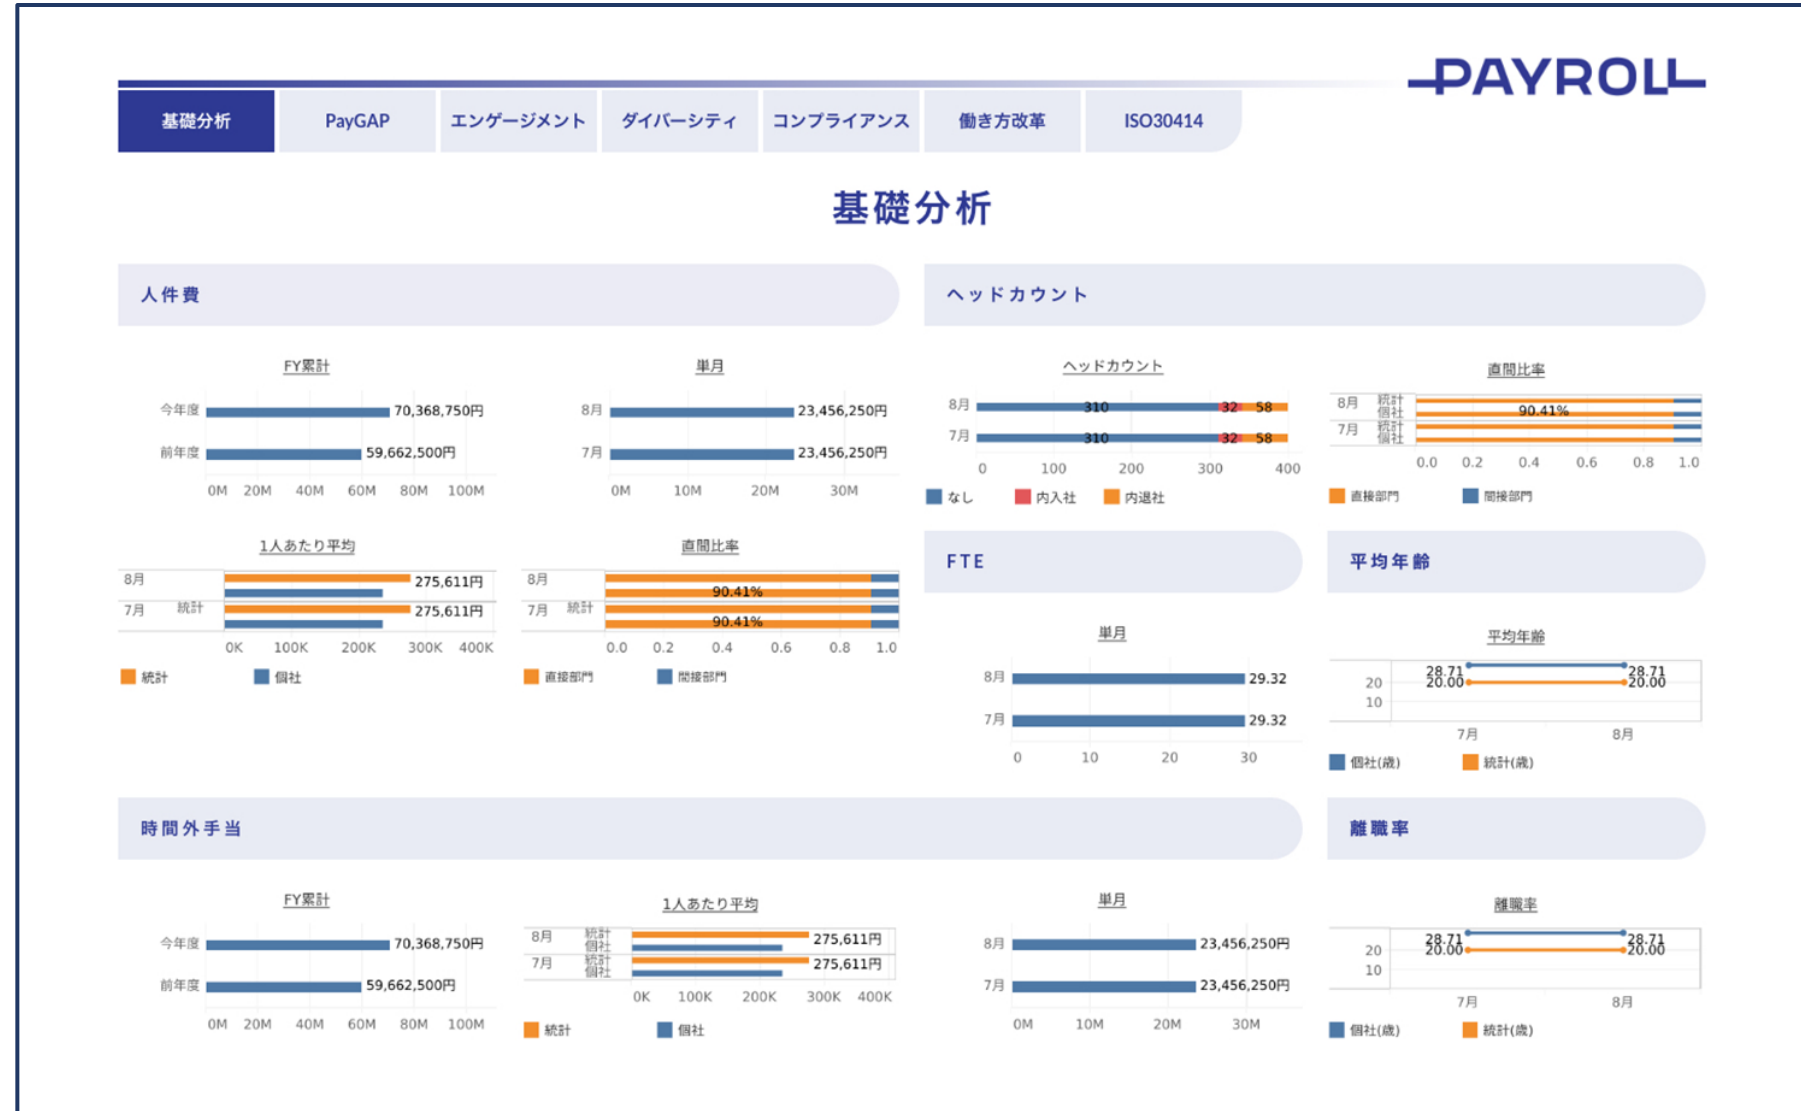 PAYROLL
基礎分析 PayGAP エンゲージメント ダイバーシティ コンプライアンス 働き方改革 ISO30414
基礎分析
人件費
FY累計
今年度 70,368,750円
前年度 59,662,500円
0M 20M 40M 60M 80M 100M
単月
8月 23,456,250円
7月 23,456,250円
0M 10M 20M 30M
1人あたり平均
8月 275,611円
7月 統計 275,611円
0K 100K 200K 300K 400K
統計 個社
直間比率
8月 90.41%
7月 統計 90.41%
0.0 0.2 0.4 0.6 0.8 1.0
直接部門 間接部門
ヘッドカウント
ヘッドカウント
8月 310 32 58
7月 310 32 58
0 100 200 300 400
なし 内入社 内退社
直間比率
8月 統計
個社 90.41%
7月 統計
個社
0.0 0.2 0.4 0.6 0.8 1.0
直接部門 間接部門
FTE
単月
8月 29.32
7月 29.32
0 10 20 30
平均年齢
平均年齢
28.71 28.71
20 20.00 20.00
10
7月 8月
個社(歳) 統計(歳)
時間外手当
FY累計
今年度 70,368,750円
前年度 59,662,500円
0M 20M 40M 60M 80M 100M
1人あたり平均
8月 統計 275,611円
個社
7月 統計 275,611円
個社
0K 100K 200K 300K 400K
統計 個社
単月
8月 23,456,250円
7月 23,456,250円
0M 10M 20M 30M
離職率
離職率
28.71 28.71
20 20.00 20.00
10
7月 8月
個社(歳) 統計(歳)